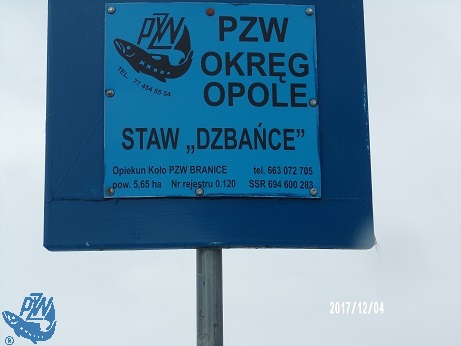 PZW
TEL. 77 454 55 54
PZW
OKRĘG
OPOLE
STAW „DZBAŃCE”
Opiekun Koło PZW BRANICE tel. 663 072 705
pow. 5,65 ha Nr rejestru 0.120 SSR 694 600 283
2017/12/04
PZW
®